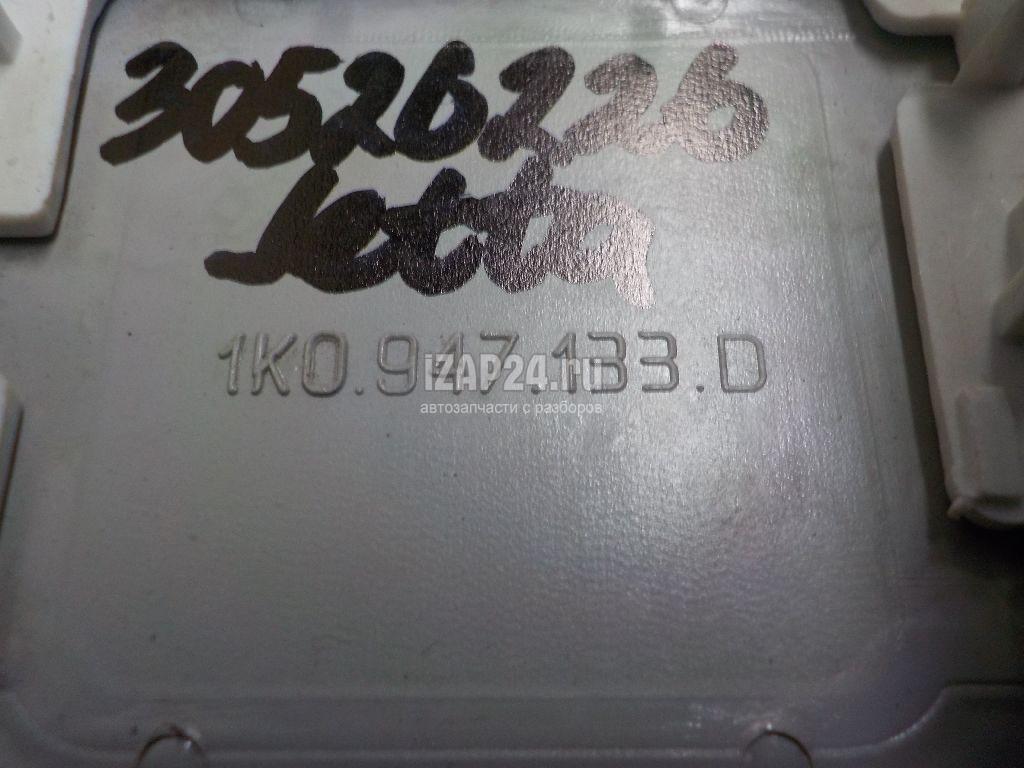 30526226
Jetta
1K0.947.133.D
iZAP24.ru
автозапчасти с разборов